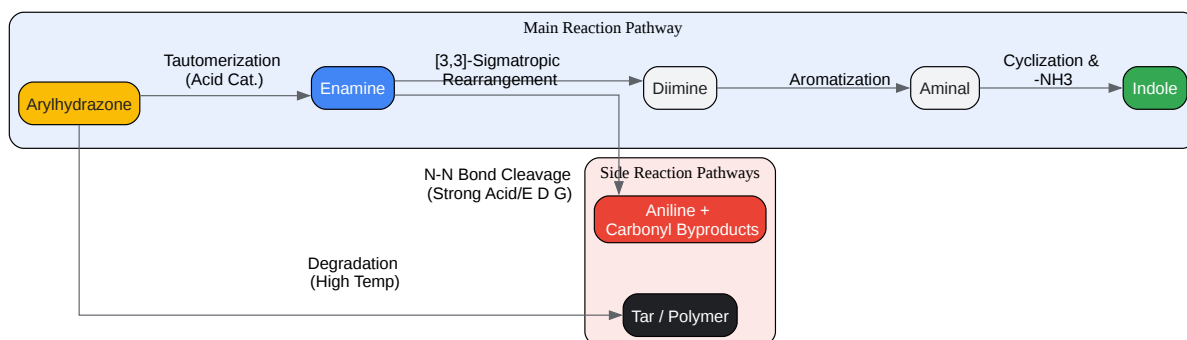 Main Reaction Pathway
Tautomerization
(Acid Cat.)
[3,3]-Sigmatropic
Rearrangement
Aromatization
Cyclization &
-NH3
Arylhydrazone
Enamine
Diimine
Aminal
Indole
N-N Bond Cleavage
(Strong Acid/E D G)
Side Reaction Pathways
Aniline +
Carbonyl Byproducts
Degradation
(High Temp)
Tar / Polymer